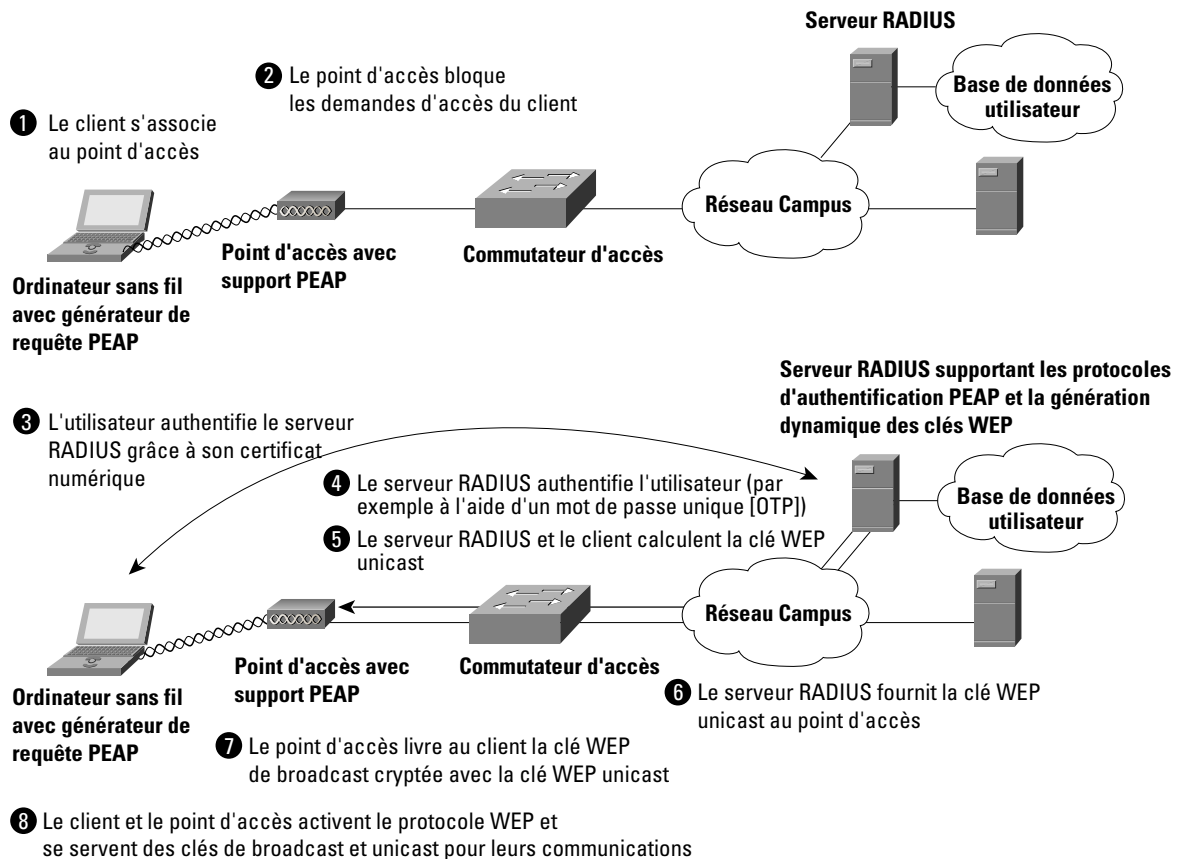 Serveur RADIUS
❷ Le point d'accès bloque
les demandes d'accès du client
Base de données
utilisateur
❶ Le client s'associe
au point d'accès
Réseau Campus
Point d'accès avec
support PEAP
Commutateur d'accès
Ordinateur sans fil
avec générateur de
requête PEAP
Serveur RADIUS supportant les protocoles
d'authentification PEAP et la génération
dynamique des clés WEP
❸ L'utilisateur authentifie le serveur
RADIUS grâce à son certificat
numérique
❹ Le serveur RADIUS authentifie l'utilisateur (par
exemple à l'aide d'un mot de passe unique [OTP])
❺ Le serveur RADIUS et le client calculent la clé WEP
unicast
Base de données
utilisateur
Réseau Campus
Point d'accès avec
support PEAP
Commutateur d'accès
Ordinateur sans fil
avec générateur de
requête PEAP
❻ Le serveur RADIUS fournit la clé WEP
unicast au point d'accès
❼ Le point d'accès livre au client la clé WEP
de broadcast cryptée avec la clé WEP unicast
❽ Le client et le point d'accès activent le protocole WEP et
se servent des clés de broadcast et unicast pour leurs communications